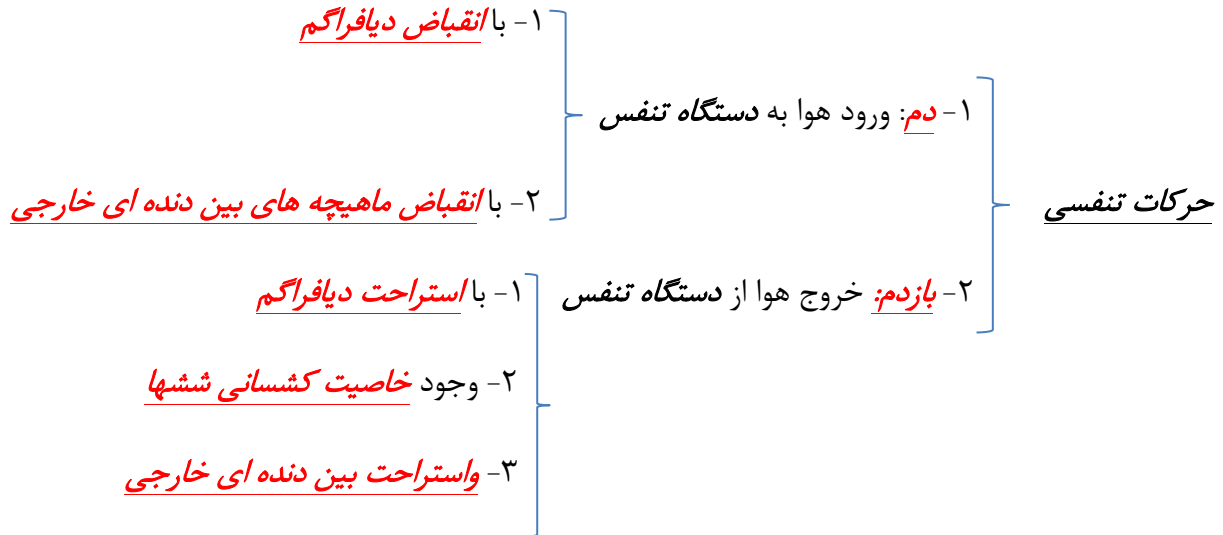 حرکات تنفسی
۱- دم: ورود هوا به دستگاه تنفس
۱- با انقباض دیافراگم
۲- با انقباض ماهیچه های بین دنده ای خارجی
۲- بازدم: خروج هوا از دستگاه تنفس
۱- با استراحت دیافراگم
۲- وجود خاصیت کشسانی ششها
۳- واستراحت بین دنده ای خارجی